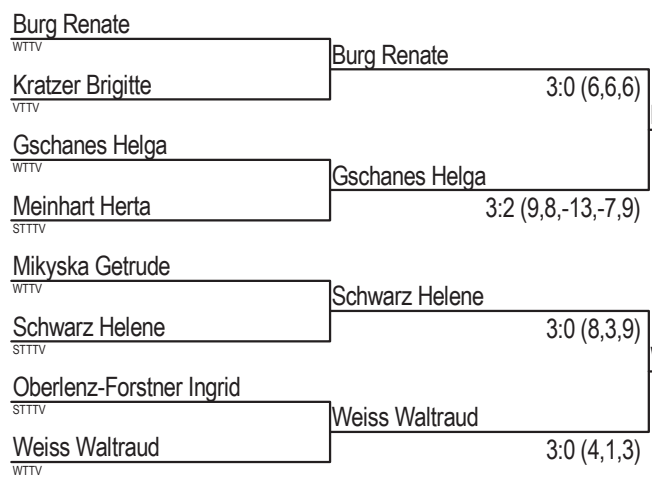 Burg Renate
WTTV
Burg Renate
Kratzer Brigitte
3:0 (6,6,6)
VTTV
Gschanes Helga
WTTV
Gschanes Helga
Meinhart Herta
3:2 (9,8,-13,-7,9)
STTTV
Mikyska Getrude
WTTV
Schwarz Helene
Schwarz Helene
3:0 (8,3,9)
STTTV
Oberlenz-Forstner Ingrid
STTTV
Weiss Waltraud
Weiss Waltraud
3:0 (4,1,3)
WTTV